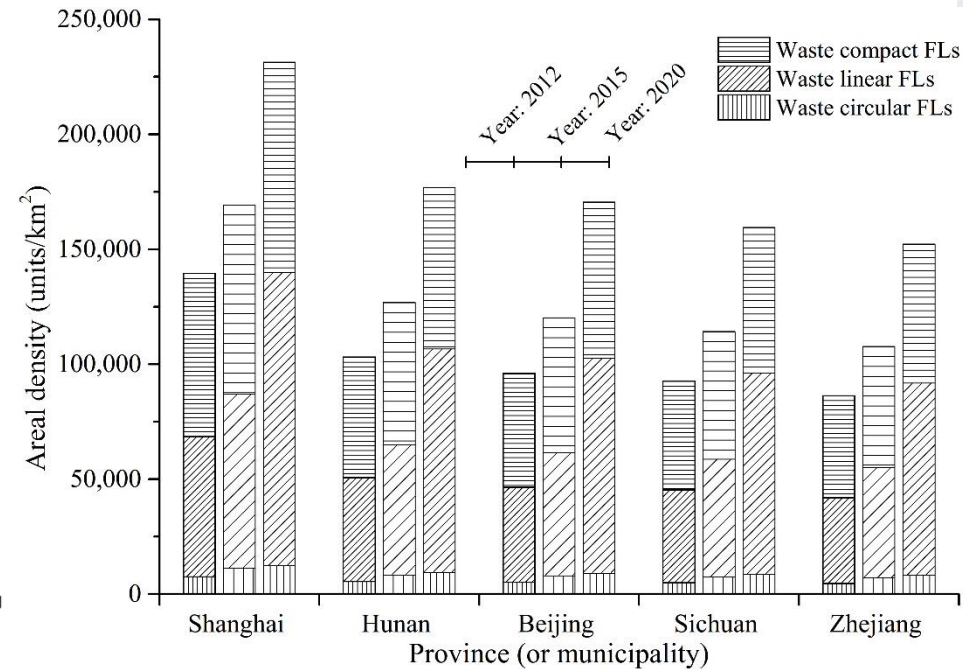 250,000
200,000
150,000
100,000
50,000
0
Areal density (units/km²)
Waste compact FLs
Waste linear FLs
Waste circular FLs
Year: 2012
Year: 2015
Year: 2020
Shanghai
Hunan
Beijing
Sichuan
Zhejiang
Province (or municipality)